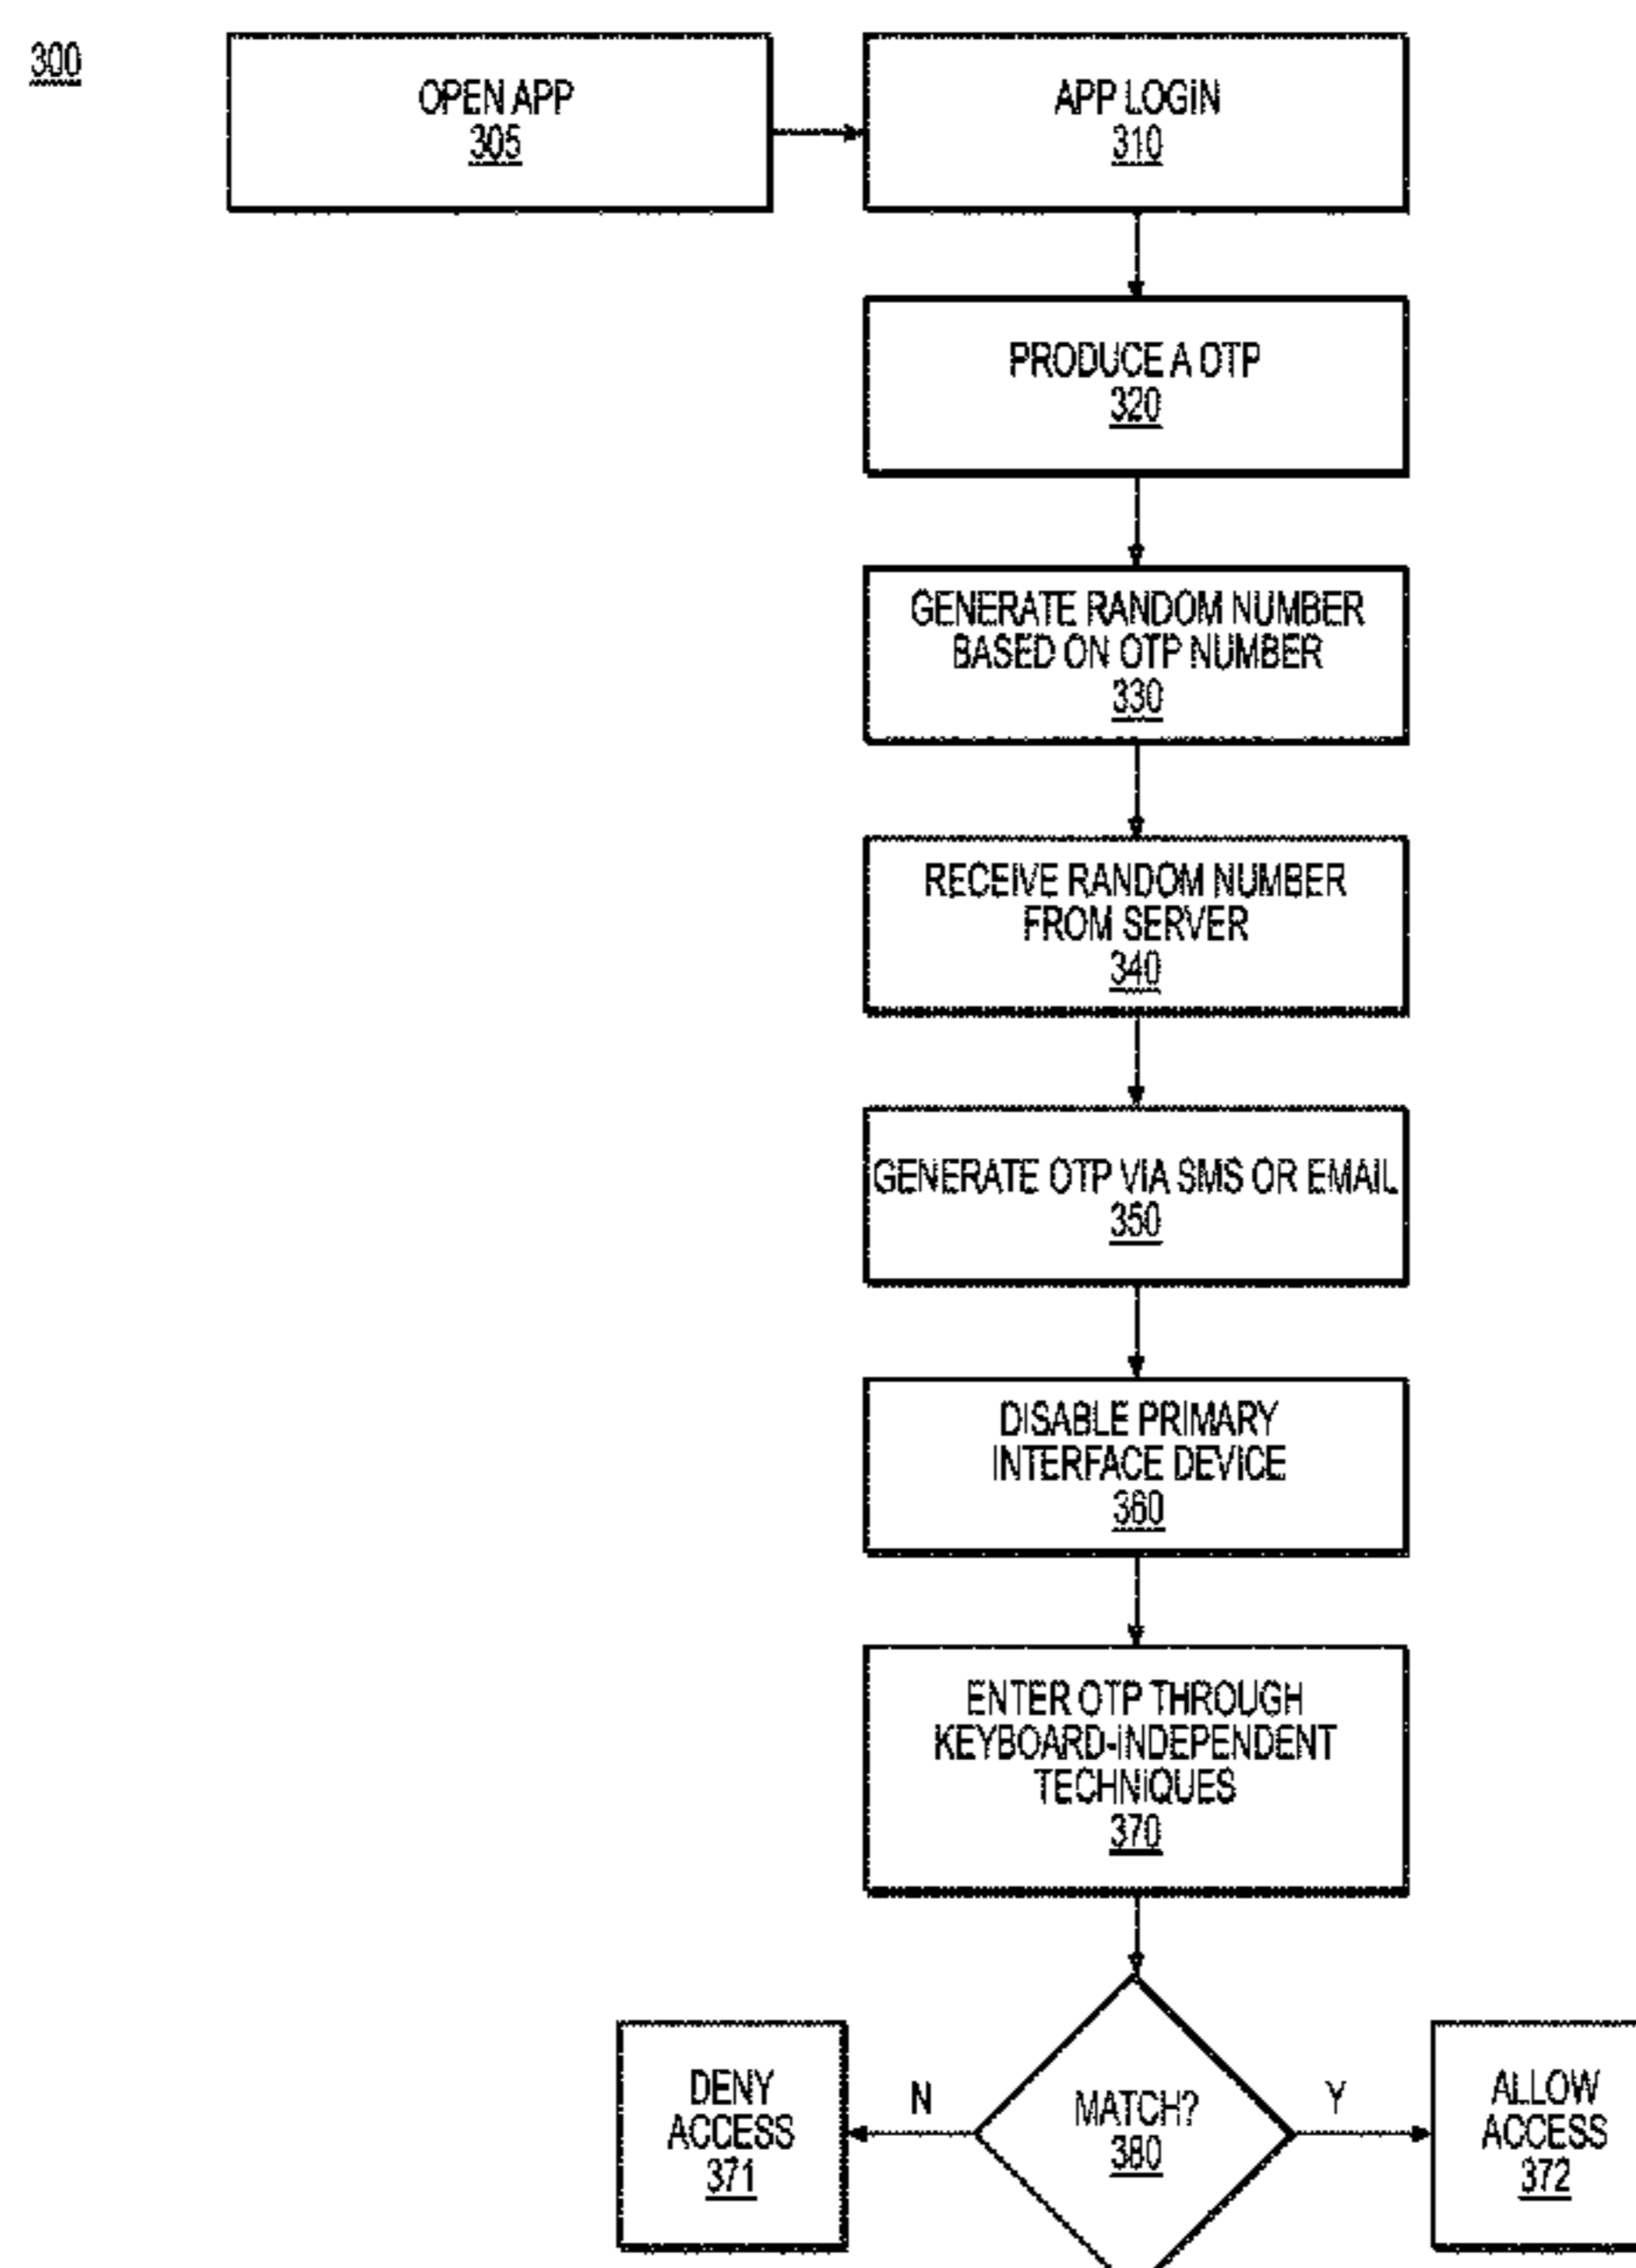 300
OPEN APP
305
APP LOGIN
310
PRODUCE A OTP
320
GENERATE RANDOM NUMBER
BASED ON OTP NUMBER
330
RECEIVE RANDOM NUMBER
FROM SERVER
340
GENERATE OTP VIA SMS OR EMAIL
350
DISABLE PRIMARY
INTERFACE DEVICE
360
ENTER OTP THROUGH
KEYBOARD-INDEPENDENT
TECHNIQUES
370
DENY
ACCESS
371
N
MATCH?
380
Y
ALLOW
ACCESS
372